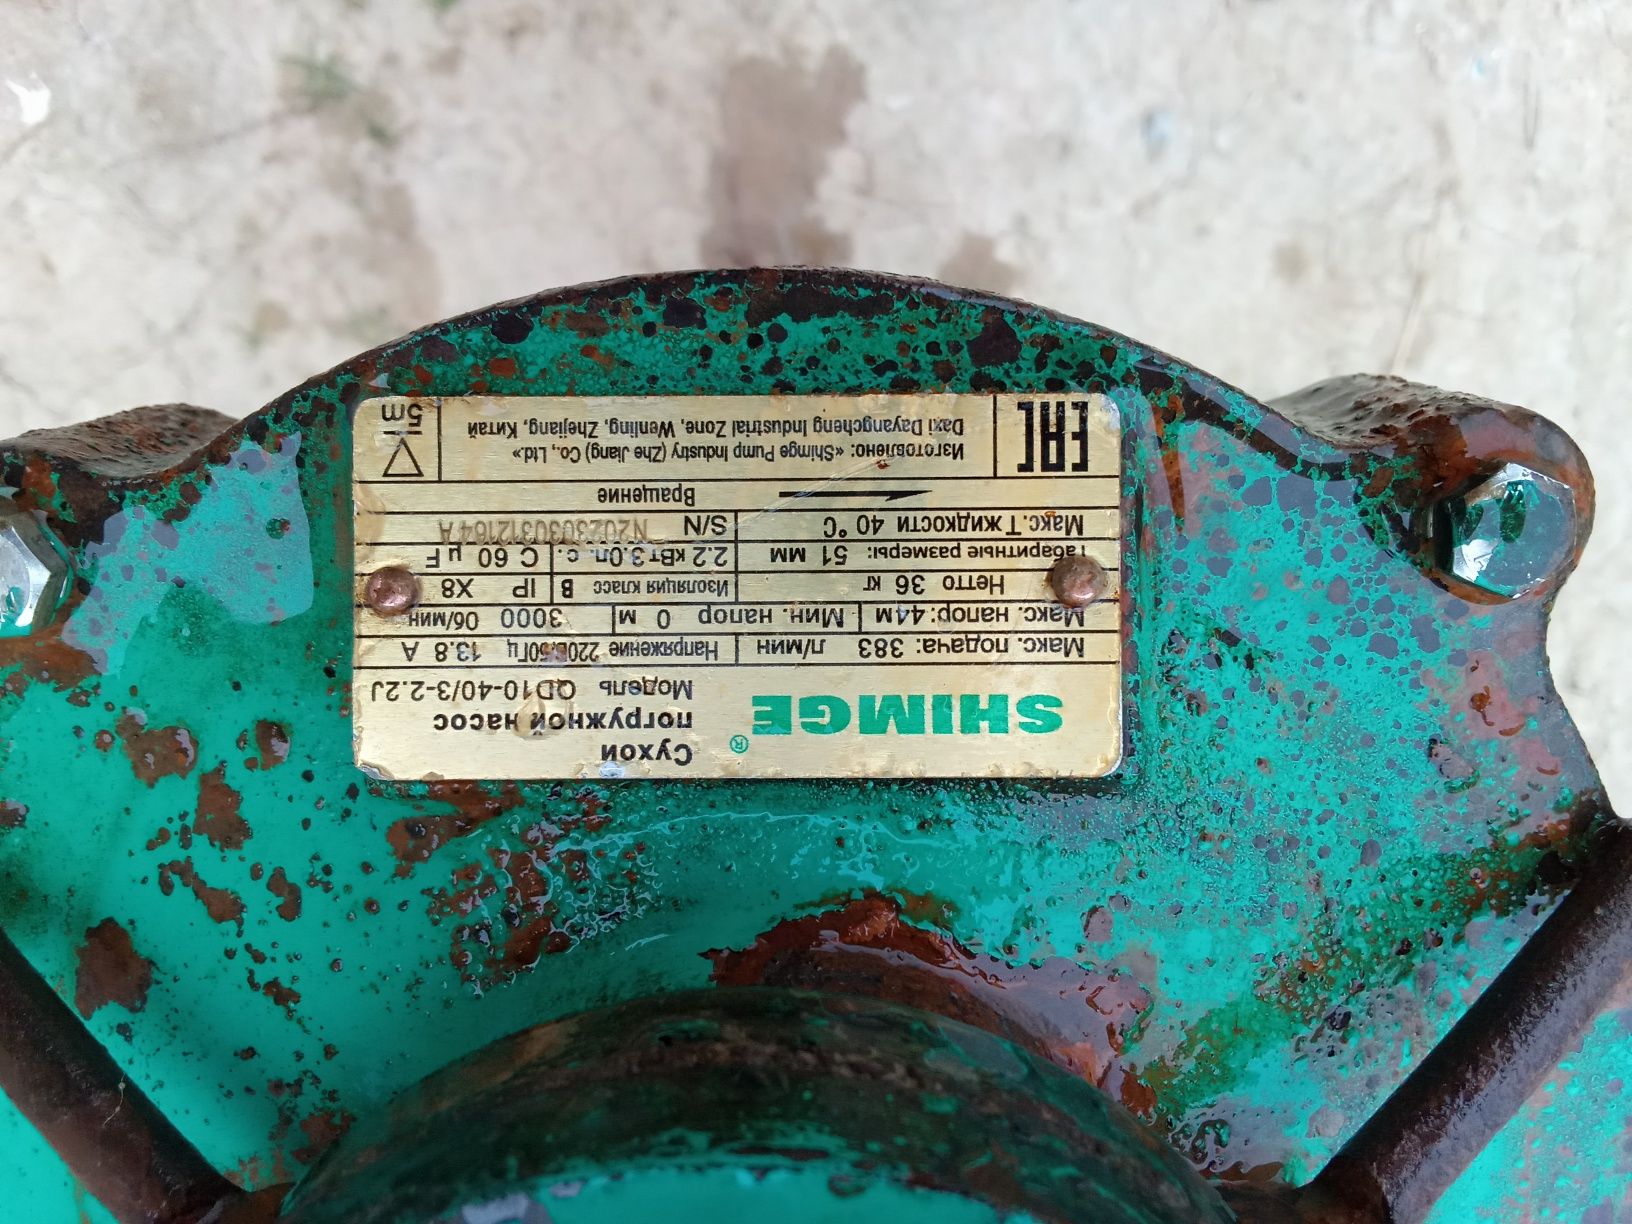 SHIMGE®
Сухой
погружной насос
Модель QD10-40/3-2.2J
Макс. подача: 383 л/мин Напряжение 220В,50Гц 13.8 А
Макс. напор: 44 м Мин. напор 0 м 3000 Об/мин
Нетто 36 кг Изоляция класс B IP X8
Габаритные размеры: 51 мм 2.2 кВт 3.0л. с. C 60 µF
Макс. Т жидкости 40 °C S/N N20230303121644A
Вращение
EAC
Изготовлено: «Shimge Pump Industry (Zhe Jiang) Co., Ltd.»
Daxi Dayangcheng Industrial Zone, Wenling, Zhejiang, Китай
5m